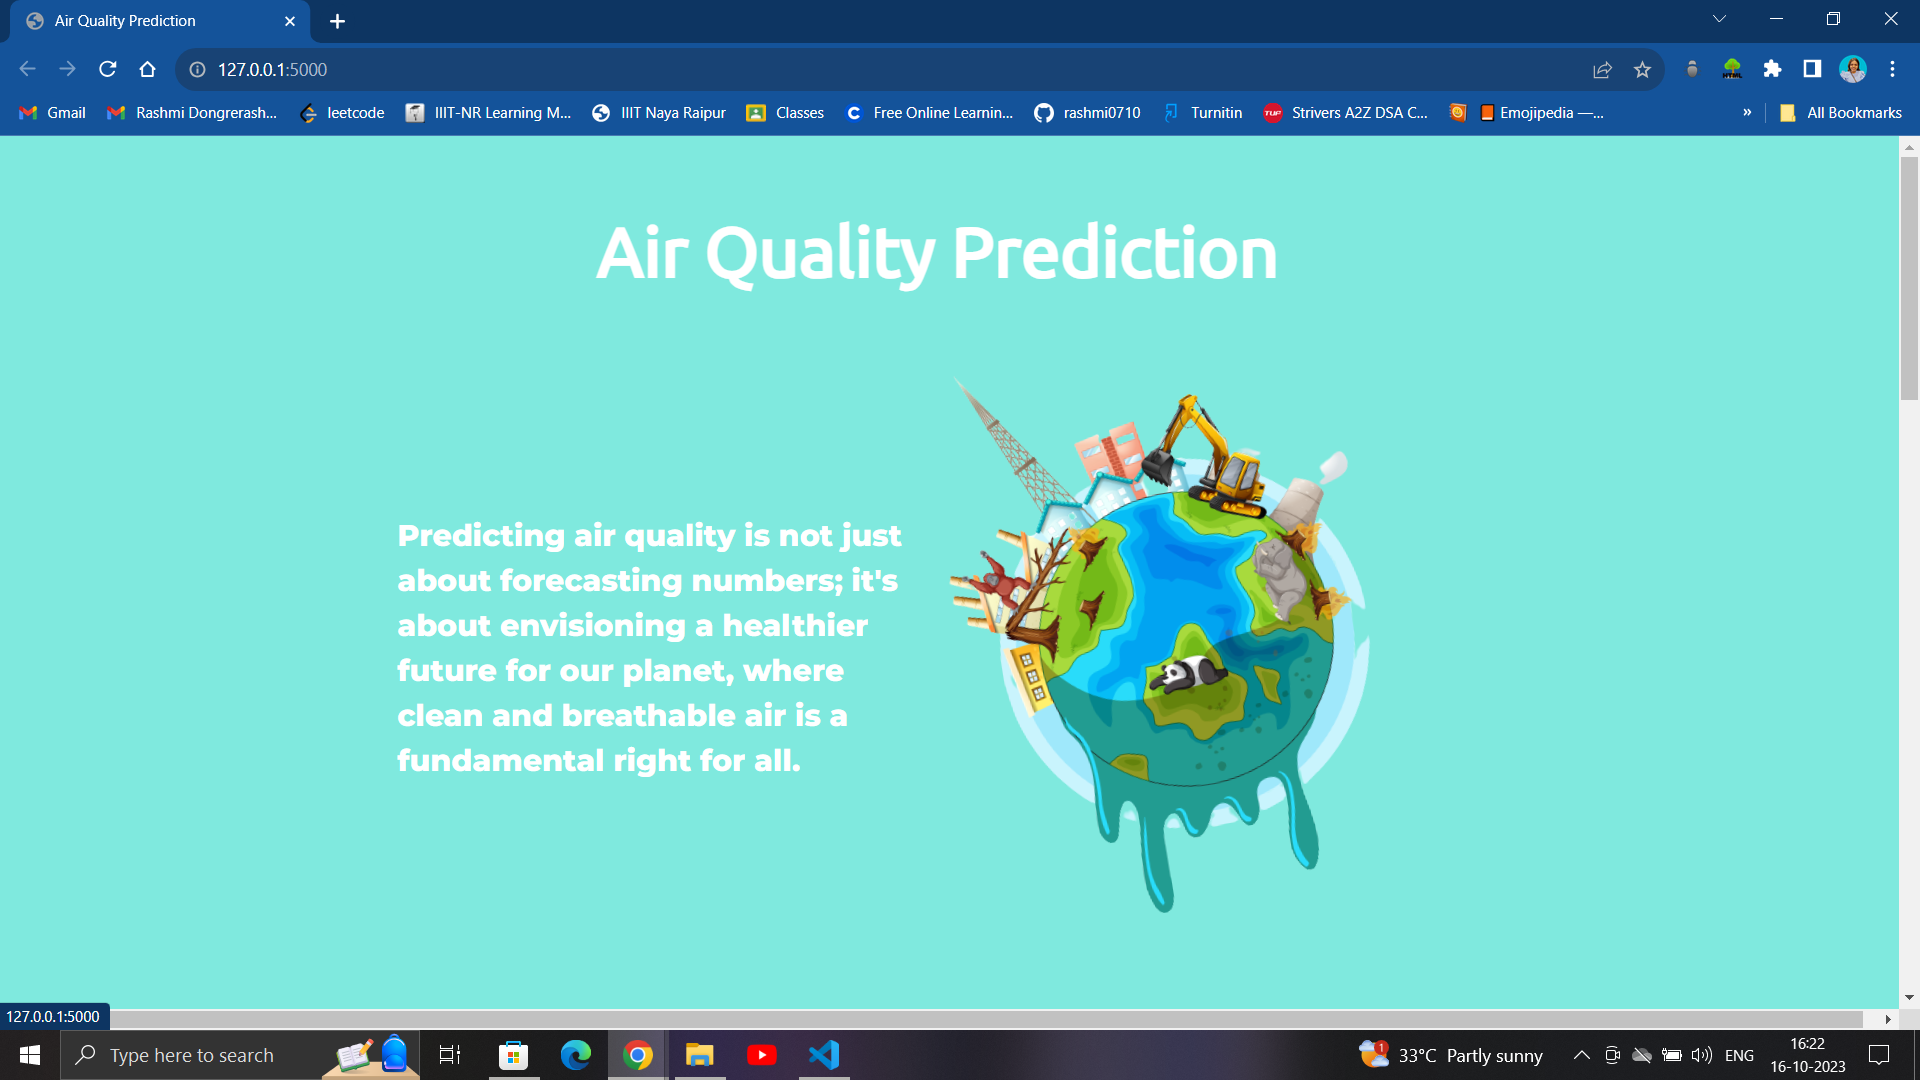 Air Quality Prediction
127.0.0.1:5000
Gmail
Rashmi Dongrerash...
leetcode
IIIT-NR Learning M...
IIIT Naya Raipur
Classes
Free Online Learnin...
rashmi0710
Turnitin
TUF
Strivers A2Z DSA C...
Emojipedia —...
»
All Bookmarks
Air Quality Prediction
Predicting air quality is not just
about forecasting numbers; it's
about envisioning a healthier
future for our planet, where
clean and breathable air is a
fundamental right for all.
127.0.0.1:5000
Type here to search
1
33°C Partly sunny
ENG
16:22
16-10-2023